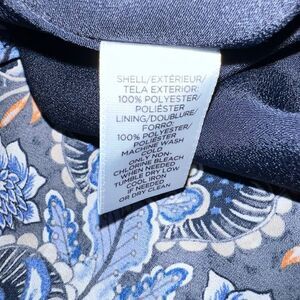 SHELL/EXTÉRIEUR/
TELA EXTERIOR:
100% POLYESTER/
POLIÉSTER
LINING/DOUBLURE/
FORRO:
100% POLYESTER/
POLIÉSTER
MACHINE WASH
COLD
ONLY NON-
CHLORINE BLEACH
WHEN NEEDED
TUMBLE DRY LOW
COOL IRON
IF NEEDED
OR DRY CLEAN